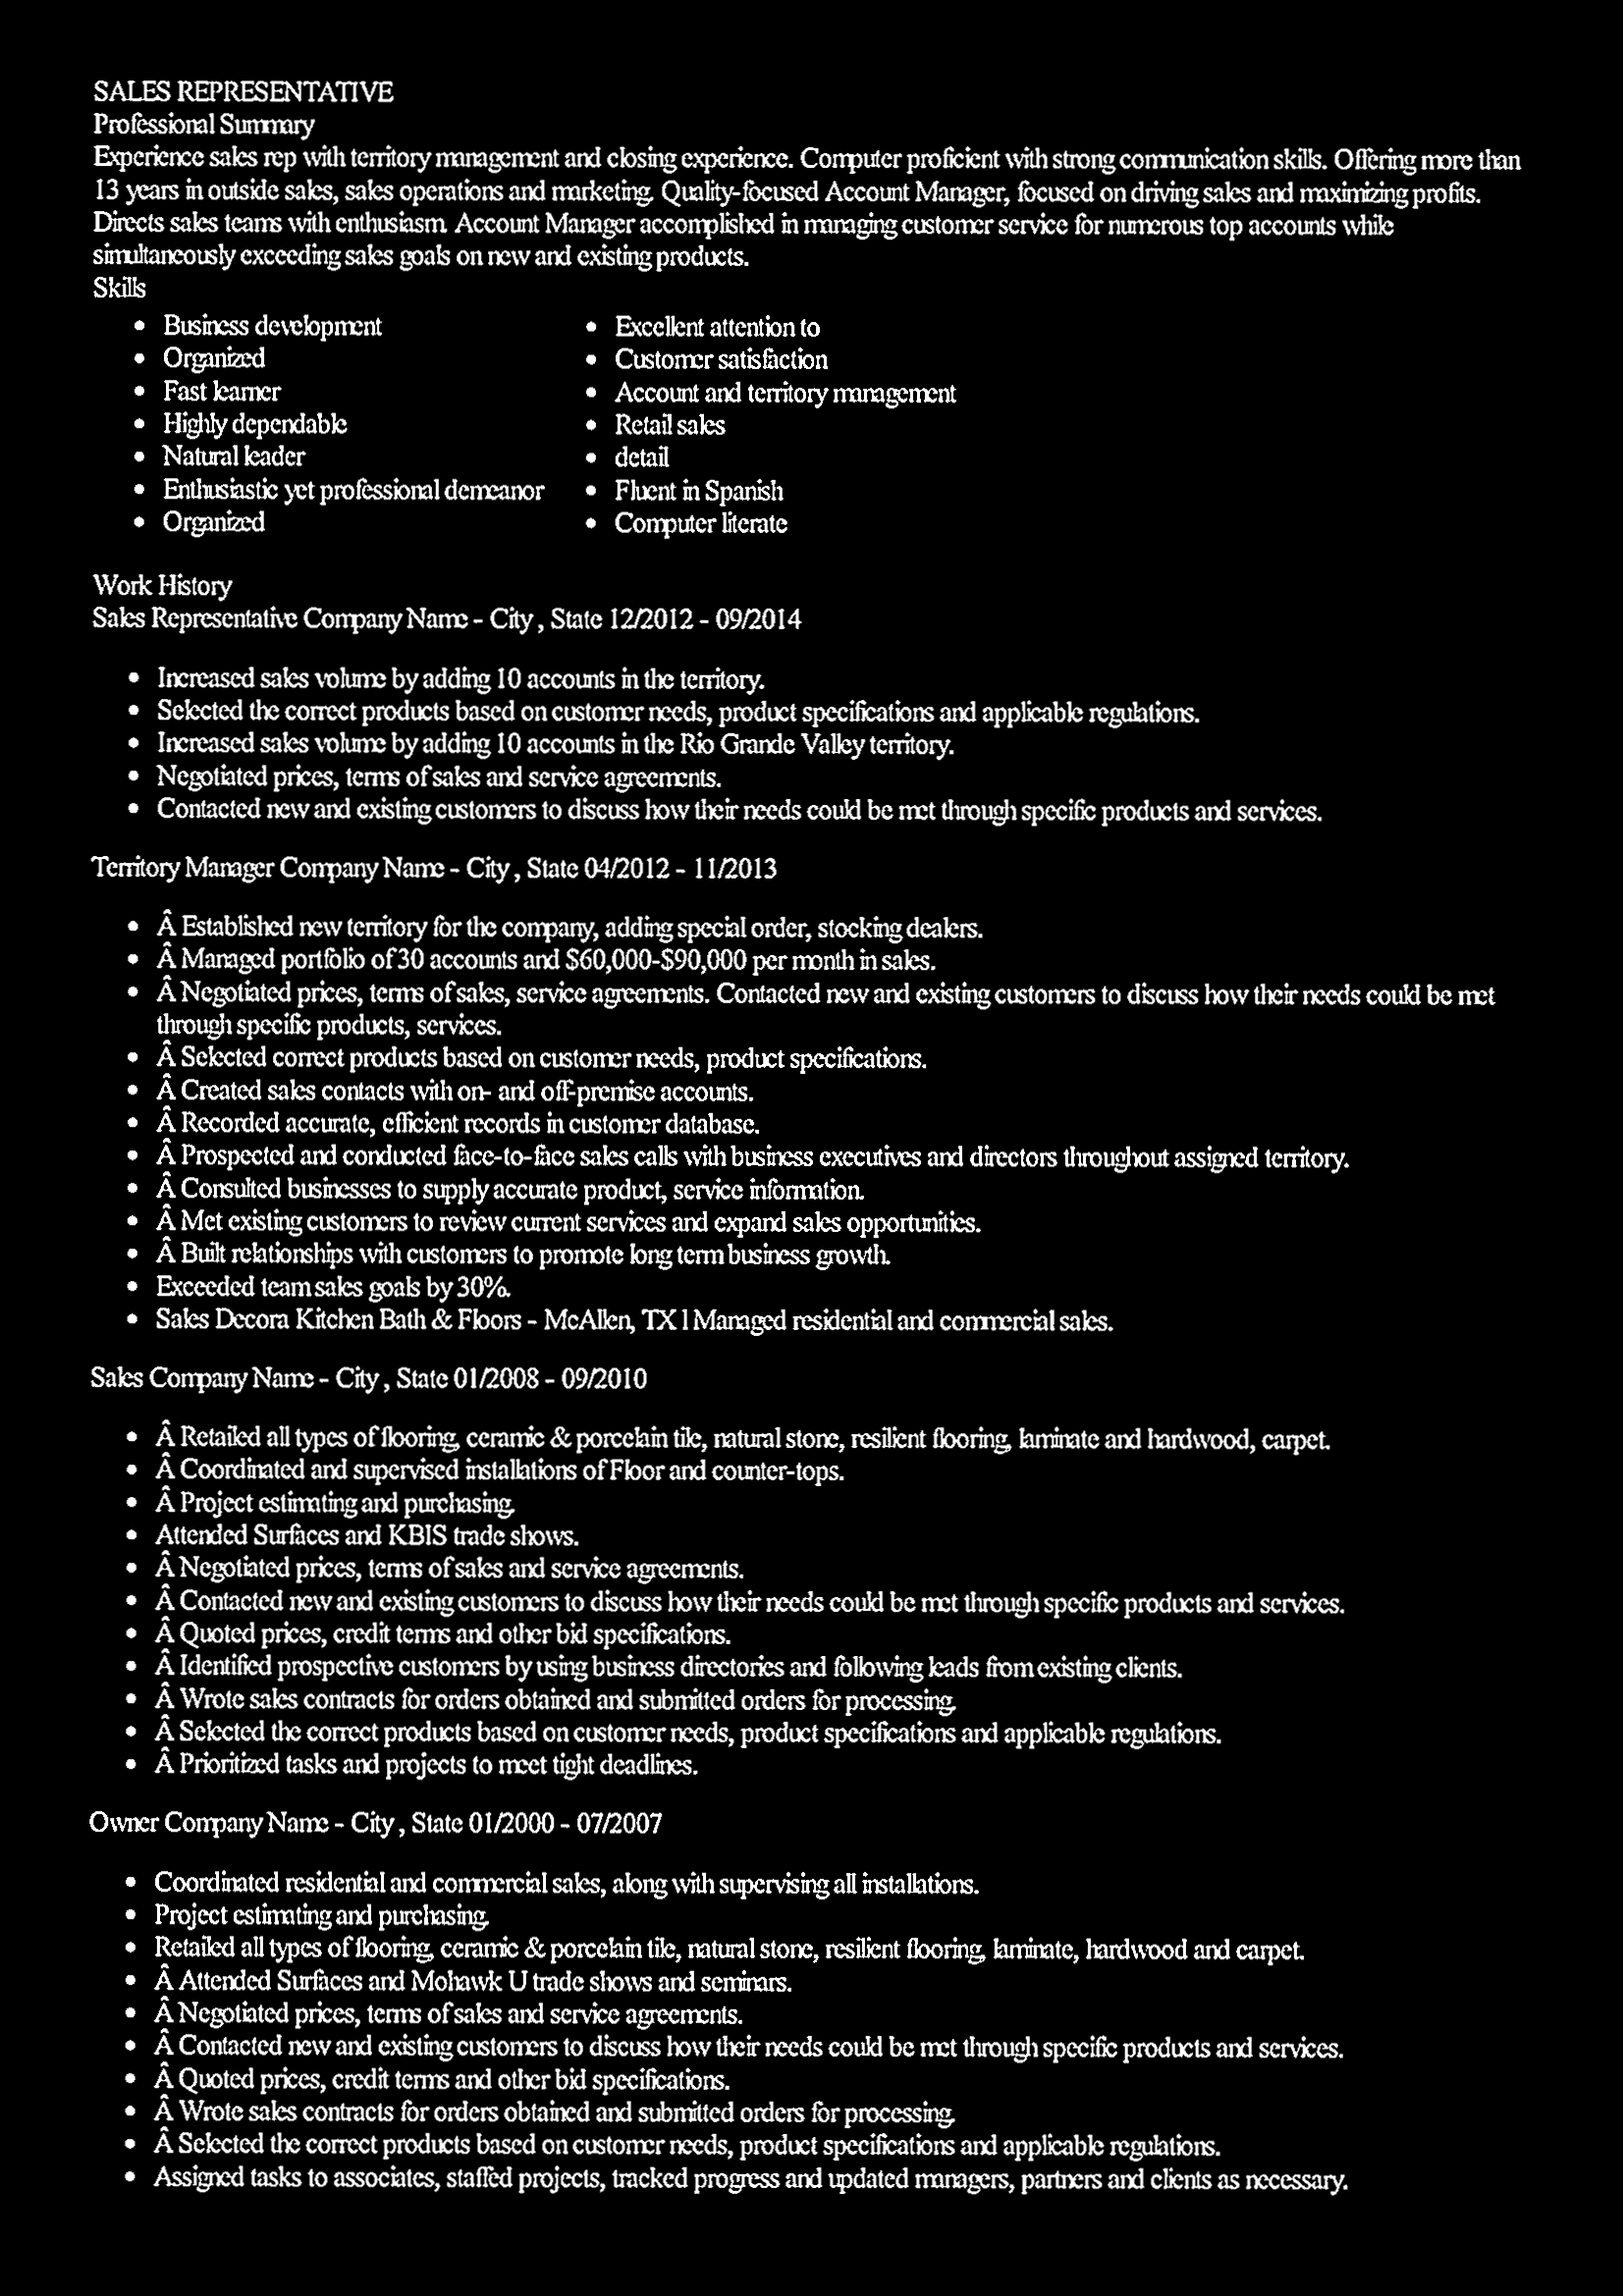 SALES REPRESENTATIVE
Professional Summary
Experience sales rep with territory management and closing experience. Computer proficient with strong communication skills. Offering more than
13 years in outside sales, sales operations and marketing. Quality-focused Account Manager, focused on driving sales and maximizing profits.
Directs sales teams with enthusiasm. Account Manager accomplished in managing customer service for numerous top accounts while
simultaneously exceeding sales goals on new and existing products.
Skills
• Business development
• Organized
• Fast learner
• Highly dependable
• Natural leader
• Enthusiastic yet professional demeanor
• Organized
• Excellent attention to
• Customer satisfaction
• Account and territory management
• Retail sales
• detail
• Fluent in Spanish
• Computer literate
Work History
Sales Representative Company Name - City , State 12/2012 - 09/2014
• Increased sales volume by adding 10 accounts in the territory.
• Selected the correct products based on customer needs, product specifications and applicable regulations.
• Increased sales volume by adding 10 accounts in the Rio Grande Valley territory.
• Negotiated prices, terms of sales and service agreements.
• Contacted new and existing customers to discuss how their needs could be met through specific products and services.
Territory Manager Company Name - City , State 04/2012 - 11/2013
• Â Established new territory for the company, adding special order, stocking dealers.
• Â Managed portfolio of 30 accounts and $60,000-$90,000 per month in sales.
• Â Negotiated prices, terms of sales, service agreements. Contacted new and existing customers to discuss how their needs could be met
through specific products, services.
• Â Selected correct products based on customer needs, product specifications.
• Â Created sales contacts with on- and off-premise accounts.
• Â Recorded accurate, efficient records in customer database.
• Â Prospected and conducted face-to-face sales calls with business executives and directors throughout assigned territory.
• Â Consulted businesses to supply accurate product, service information.
• Â Met existing customers to review current services and expand sales opportunities.
• Â Built relationships with customers to promote long term business growth.
• Exceeded team sales goals by 30%.
• Sales Decora Kitchen Bath & Floors - McAllen, TX l Managed residential and commercial sales.
Sales Company Name - City , State 01/2008 - 09/2010
• Â Retailed all types of flooring, ceramic & porcelain tile, natural stone, resilient flooring, laminate and hardwood, carpet.
• Â Coordinated and supervised installations of Floor and counter-tops.
• Â Project estimating and purchasing.
• Attended Surfaces and KBIS trade shows.
• Â Negotiated prices, terms of sales and service agreements.
• Â Contacted new and existing customers to discuss how their needs could be met through specific products and services.
• Â Quoted prices, credit terms and other bid specifications.
• Â Identified prospective customers by using business directories and following leads from existing clients.
• Â Wrote sales contracts for orders obtained and submitted orders for processing.
• Â Selected the correct products based on customer needs, product specifications and applicable regulations.
• Â Prioritized tasks and projects to meet tight deadlines.
Owner Company Name - City , State 01/2000 - 07/2007
• Coordinated residential and commercial sales, along with supervising all installations.
• Project estimating and purchasing.
• Retailed all types of flooring, ceramic & porcelain tile, natural stone, resilient flooring, laminate, hardwood and carpet.
• Â Attended Surfaces and Mohawk U trade shows and seminars.
• Â Negotiated prices, terms of sales and service agreements.
• Â Contacted new and existing customers to discuss how their needs could be met through specific products and services.
• Â Quoted prices, credit terms and other bid specifications.
• Â Wrote sales contracts for orders obtained and submitted orders for processing.
• Â Selected the correct products based on customer needs, product specifications and applicable regulations.
• Assigned tasks to associates, staffed projects, tracked progress and updated managers, partners and clients as necessary.